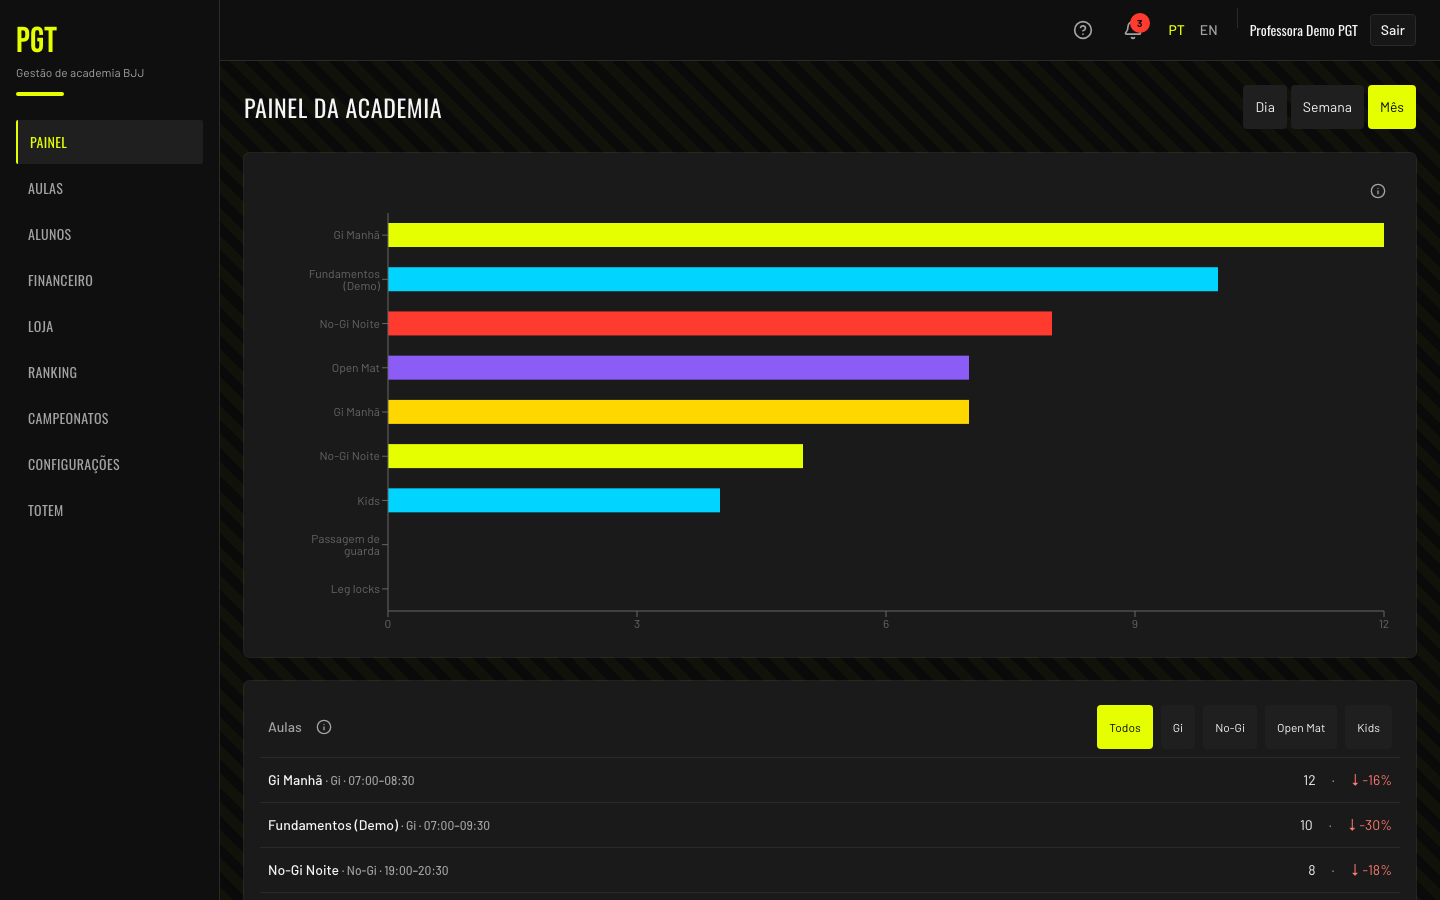 PGT
Gestão de academia BJJ
PAINEL
AULAS
ALUNOS
FINANCEIRO
LOJA
RANKING
CAMPEONATOS
CONFIGURAÇÕES
TOTEM
3
PT EN
Professora Demo PGT
Sair
PAINEL DA ACADEMIA
Dia
Semana
Mês
Gi Manhã
Fundamentos
(Demo)
No-Gi Noite
Open Mat
Gi Manhã
No-Gi Noite
Kids
Passagem de
guarda
Leg locks
0 3 6 9 12
Aulas
Todos
Gi
No-Gi
Open Mat
Kids
Gi Manhã · Gi · 07:00–08:30 12 · ↓ -16%
Fundamentos (Demo) · Gi · 07:00–09:30 10 · ↓ -30%
No-Gi Noite · No-Gi · 19:00–20:30 8 · ↓ -18%